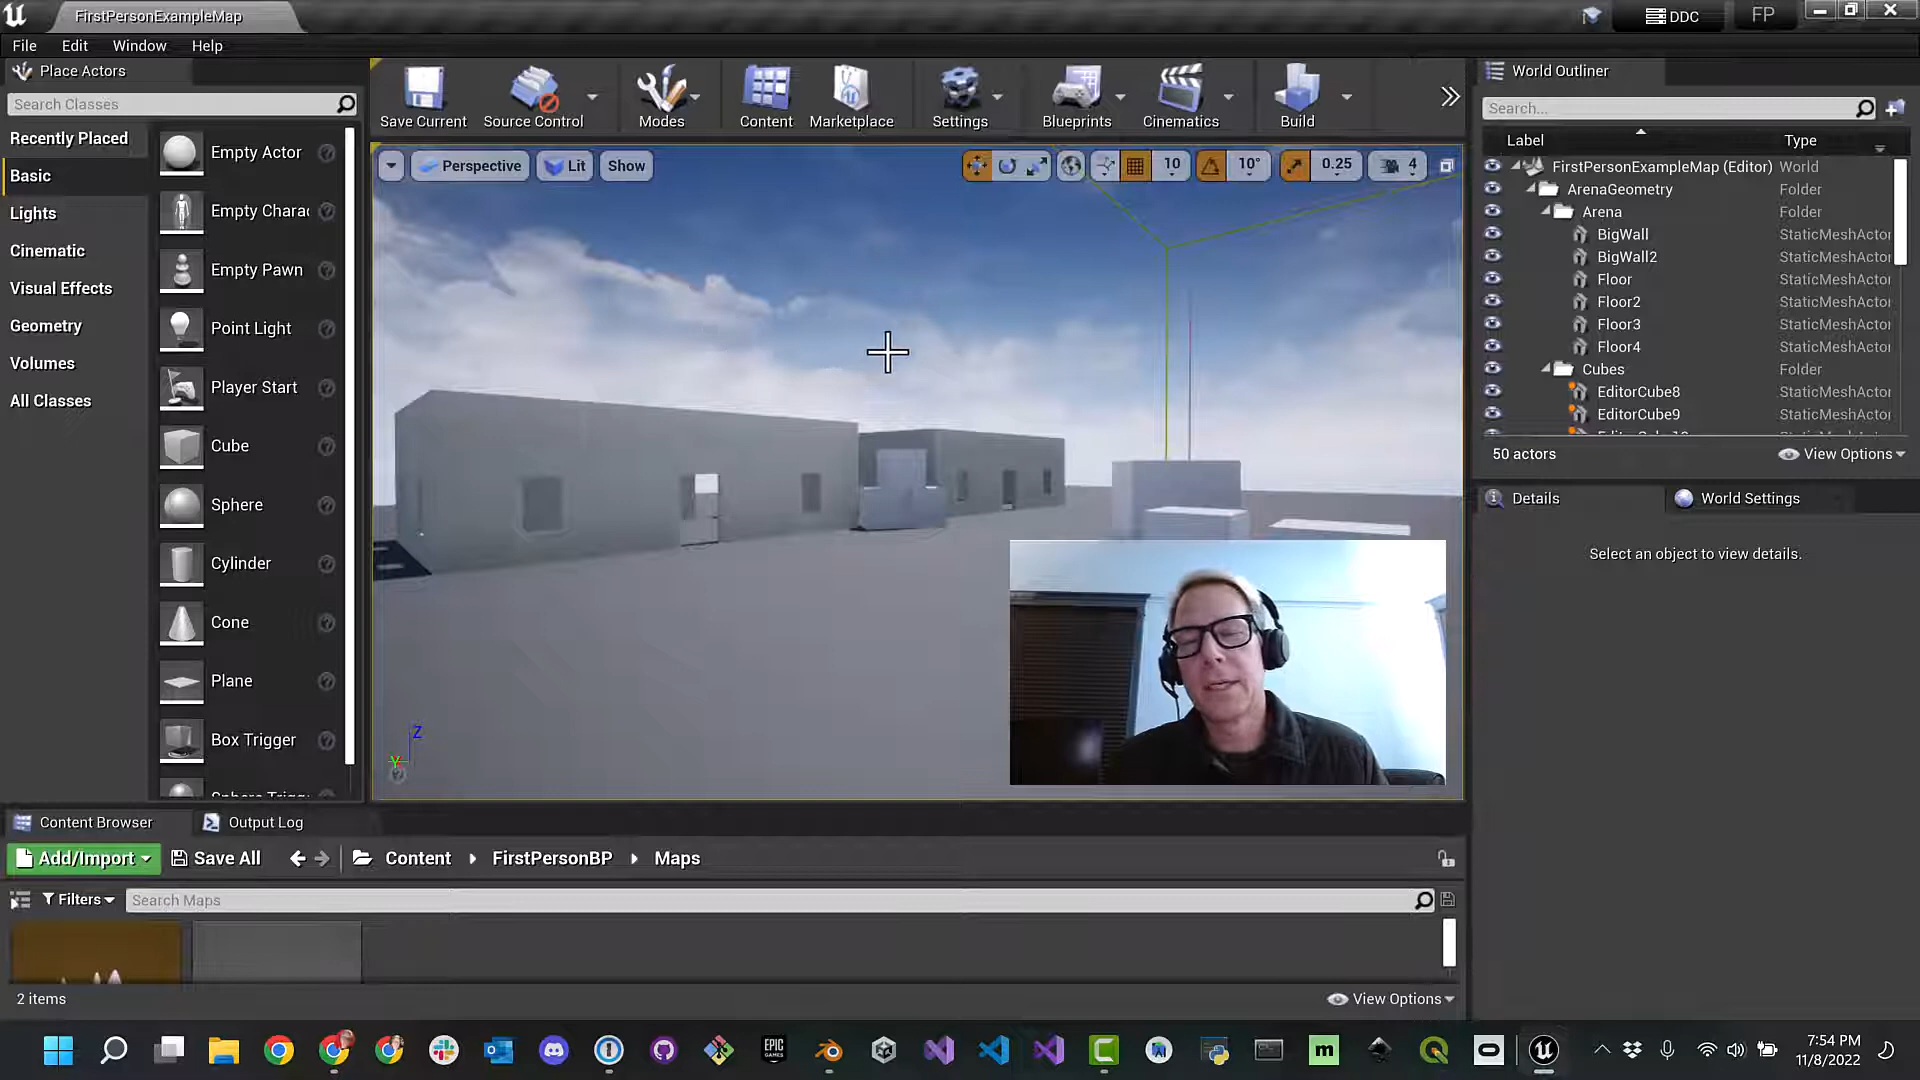 FirstPersonExampleMap
DDC
FP
File Edit Window Help
Place Actors
Search Classes
Recently Placed
Basic
Lights
Cinematic
Visual Effects
Geometry
Volumes
All Classes
Empty Actor
Empty Charac
Empty Pawn
Point Light
Player Start
Cube
Sphere
Cylinder
Cone
Plane
Box Trigger
Save Current
Source Control
Modes
Content
Marketplace
Settings
Blueprints
Cinematics
Build
Perspective
Lit
Show
10
10°
0.25
4
Z
Y
World Outliner
Search...
Label Type
FirstPersonExampleMap (Editor) World
ArenaGeometry Folder
Arena Folder
BigWall StaticMeshActor
BigWall2 StaticMeshActor
Floor StaticMeshActor
Floor2 StaticMeshActor
Floor3 StaticMeshActor
Floor4 StaticMeshActor
Cubes Folder
EditorCube8 StaticMeshActor
EditorCube9 StaticMeshActor
50 actors
View Options
Details
World Settings
Select an object to view details.
Content Browser
Output Log
Add/Import
Save All
Content
FirstPersonBP
Maps
Filters
Search Maps
2 items
View Options
EPIC
GAMES
m
7:54 PM
11/8/2022